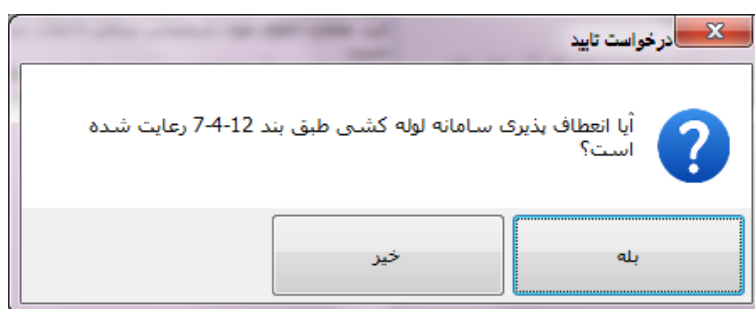 درخواست تایید
آیا انعطاف پذیری سامانه لوله کشی طبق بند 12-4-7 رعایت شده
است؟
بله
خیر